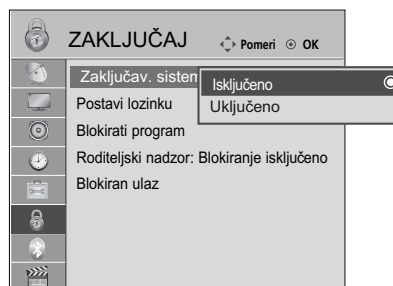 ZAKLJUČAJ Pomeri OK
Zaključav. sistem
Isključeno
Uključeno
Postavi lozinku
Blokirati program
Roditeljski nadzor: Blokiranje isključeno
Blokiran ulaz